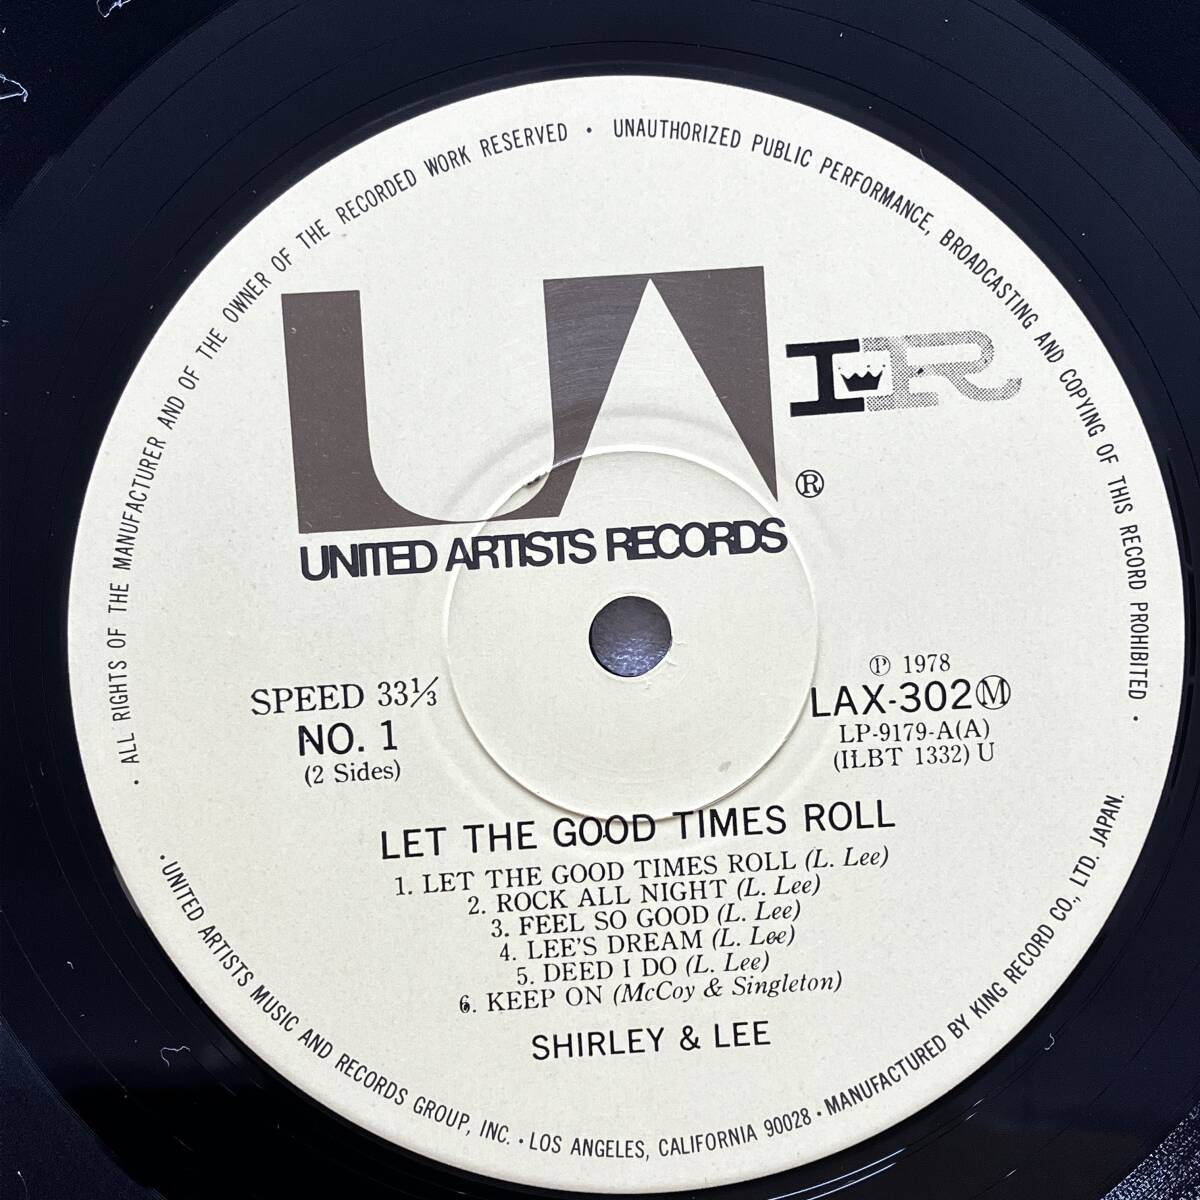 · ALL RIGHTS OF THE MANUFACTURER AND OF THE OWNER OF THE RECORDED WORK RESERVED · UNAUTHORIZED PUBLIC PERFORMANCE, BROADCASTING AND COPYING OF THIS RECORD PROHIBITED ·
UA
IR
®
UNITED ARTISTS RECORDS
SPEED 33⅓
NO. 1
(2 Sides)
Ⓟ 1978
LAX-302Ⓜ
LP-9179-A(A)
(ILBT 1332) U
LET THE GOOD TIMES ROLL
1. LET THE GOOD TIMES ROLL (L. Lee)
2. ROCK ALL NIGHT (L. Lee)
3. FEEL SO GOOD (L. Lee)
4. LEE'S DREAM (L. Lee)
5. DEED I DO (L. Lee)
6. KEEP ON (McCoy & Singleton)
SHIRLEY & LEE
· UNITED ARTISTS MUSIC AND RECORDS GROUP, INC. · LOS ANGELES, CALIFORNIA 90028 · MANUFACTURED BY KING RECORD CO., LTD. JAPAN.